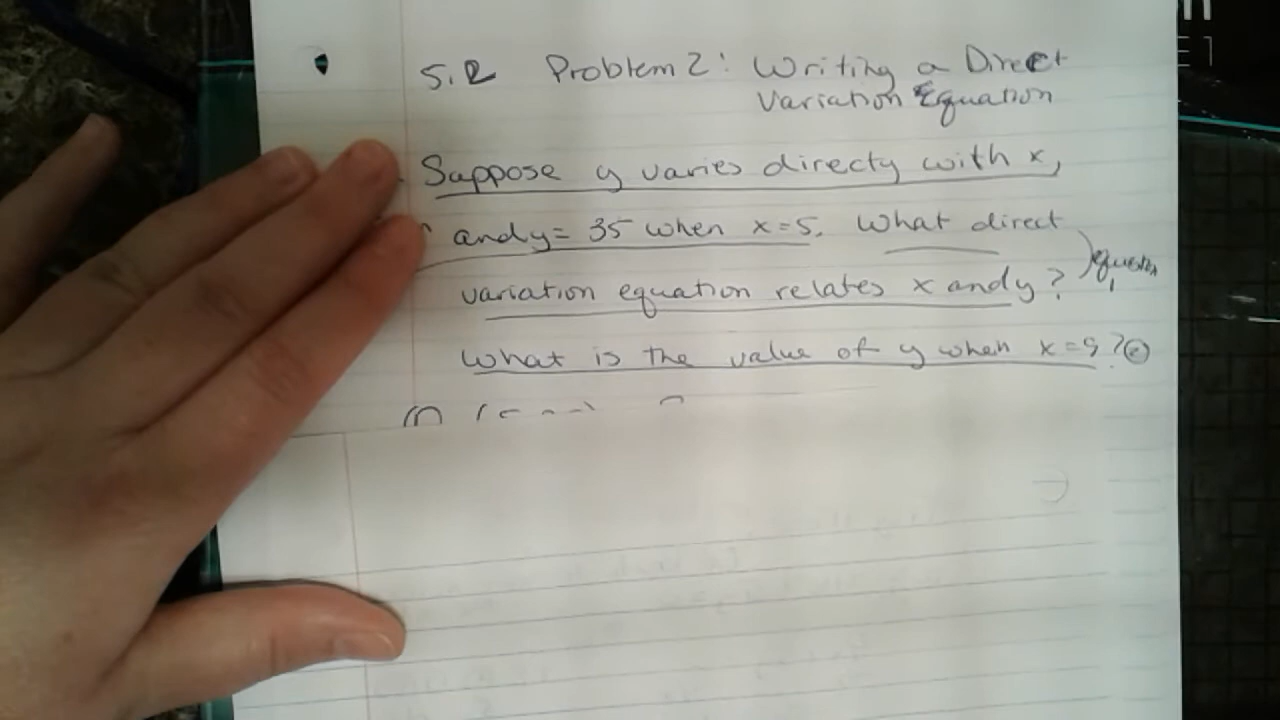 5.2 Problem 2: Writing a Direct
Variation Equation
Suppose y varies directy with x,
and y = 35 when x = 5. What direct
variation equation relates x and y?
What is the value of y when x = 9?